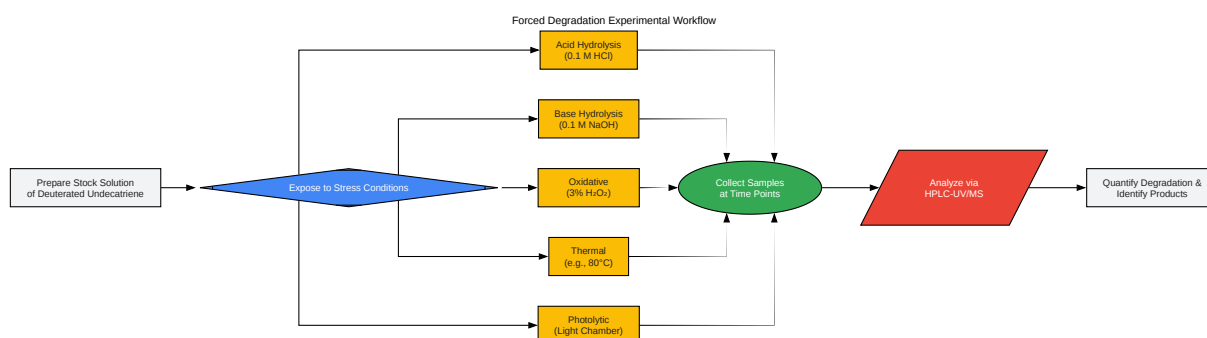 Forced Degradation Experimental Workflow
Acid Hydrolysis
(0.1 M HCl)
Base Hydrolysis
(0.1 M NaOH)
Prepare Stock Solution
of Deuterated Undecatriene
Expose to Stress Conditions
Oxidative
(3% H₂O₂)
Collect Samples
at Time Points
Analyze via
HPLC-UV/MS
Quantify Degradation &
Identify Products
Thermal
(e.g., 80°C)
Photolytic
(Light Chamber)